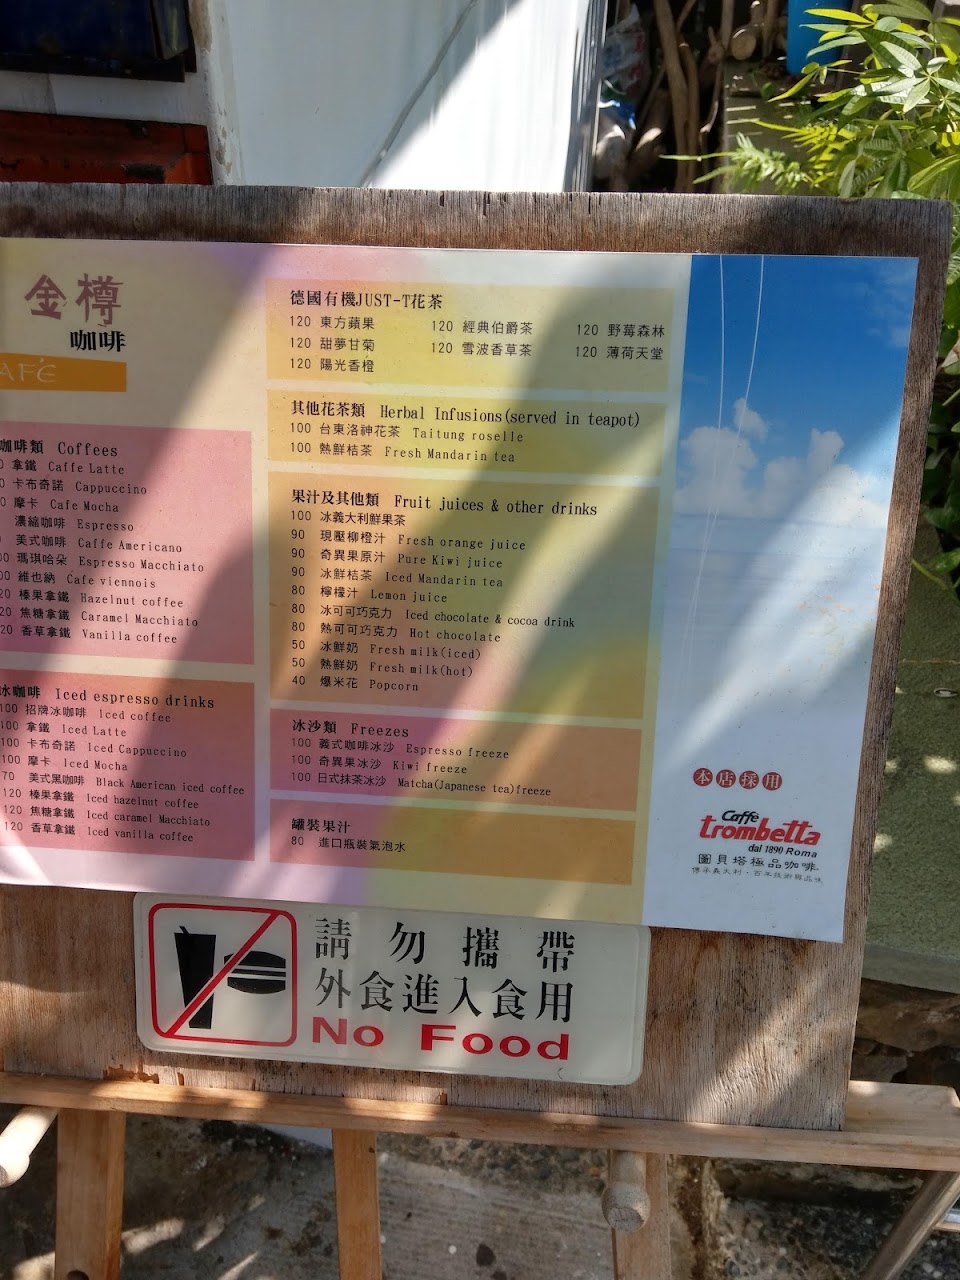 金樽
咖啡
AFÉ
咖啡類 Coffees
拿鐵 Caffe Latte
卡布奇諾 Cappuccino
摩卡 Cafe Mocha
濃縮咖啡 Espresso
美式咖啡 Caffe Americano
瑪琪哈朵 Espresso Macchiato
維也納 Cafe viennois
榛果拿鐵 Hazelnut coffee
焦糖拿鐵 Caramel Macchiato
香草拿鐵 Vanilla coffee
冰咖啡 Iced espresso drinks
100 招牌冰咖啡 Iced coffee
100 拿鐵 Iced Latte
100 卡布奇諾 Iced Cappuccino
100 摩卡 Iced Mocha
70 美式黑咖啡 Black American iced coffee
120 榛果拿鐵 Iced hazelnut coffee
120 焦糖拿鐵 Iced caramel Macchiato
120 香草拿鐵 Iced vanilla coffee
德國有機JUST-T花茶
120 東方蘋果 120 經典伯爵茶 120 野莓森林
120 甜夢甘菊 120 雪波香草茶 120 薄荷天堂
120 陽光香橙
其他花茶類 Herbal Infusions(served in teapot)
100 台東洛神花茶 Taitung roselle
100 熱鮮桔茶 Fresh Mandarin tea
果汁及其他類 Fruit juices & other drinks
100 冰義大利鮮果茶
90 現壓柳橙汁 Fresh orange juice
90 奇異果原汁 Pure Kiwi juice
90 冰鮮桔茶 Iced Mandarin tea
80 檸檬汁 Lemon juice
80 冰可可巧克力 Iced chocolate & cocoa drink
80 熱可可巧克力 Hot chocolate
50 冰鮮奶 Fresh milk(iced)
50 熱鮮奶 Fresh milk(hot)
40 爆米花 Popcorn
冰沙類 Freezes
100 義式咖啡冰沙 Espresso freeze
100 奇異果冰沙 Kiwi freeze
100 日式抹茶冰沙 Matcha(Japanese tea)freeze
罐裝果汁
80 進口瓶裝氣泡水
本店採用
Caffè
trombetta
dal 1890 Roma
圖貝塔極品咖啡
傳承義大利·百年技術與品味
請勿攜帶
外食進入食用
No Food